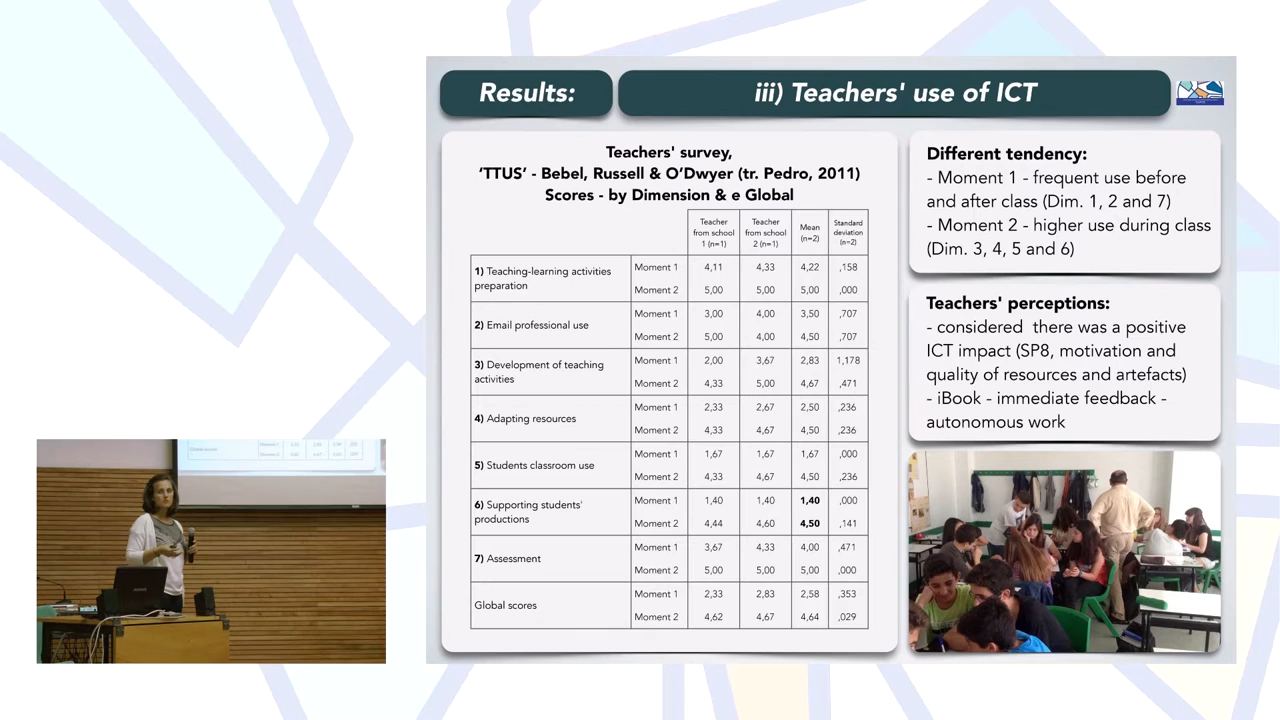 Results:
iii) Teachers' use of ICT
Teachers' survey,
'TTUS' - Bebel, Russell & O'Dwyer (tr. Pedro, 2011)
Scores - by Dimension & e Global
Teacher from school 1 (n=1) Teacher from school 2 (n=1) Mean (n=2) Standard deviation (n=2)
1) Teaching-learning activities preparation
Moment 1 4,11 4,33 4,22 ,158
Moment 2 5,00 5,00 5,00 ,000
2) Email professional use
Moment 1 3,00 4,00 3,50 ,707
Moment 2 5,00 4,00 4,50 ,707
3) Development of teaching activities
Moment 1 2,00 3,67 2,83 1,178
Moment 2 4,33 5,00 4,67 ,471
4) Adapting resources
Moment 1 2,33 2,67 2,50 ,236
Moment 2 4,33 4,67 4,50 ,236
5) Students classroom use
Moment 1 1,67 1,67 1,67 ,000
Moment 2 4,33 4,67 4,50 ,236
6) Supporting students' productions
Moment 1 1,40 1,40 1,40 ,000
Moment 2 4,44 4,60 4,50 ,141
7) Assessment
Moment 1 3,67 4,33 4,00 ,471
Moment 2 5,00 5,00 5,00 ,000
Global scores
Moment 1 2,33 2,83 2,58 ,353
Moment 2 4,62 4,67 4,64 ,029
Different tendency:
- Moment 1 - frequent use before
and after class (Dim. 1, 2 and 7)
- Moment 2 - higher use during class
(Dim. 3, 4, 5 and 6)
Teachers' perceptions:
- considered there was a positive
ICT impact (SP8, motivation and
quality of resources and artefacts)
- iBook - immediate feedback -
autonomous work